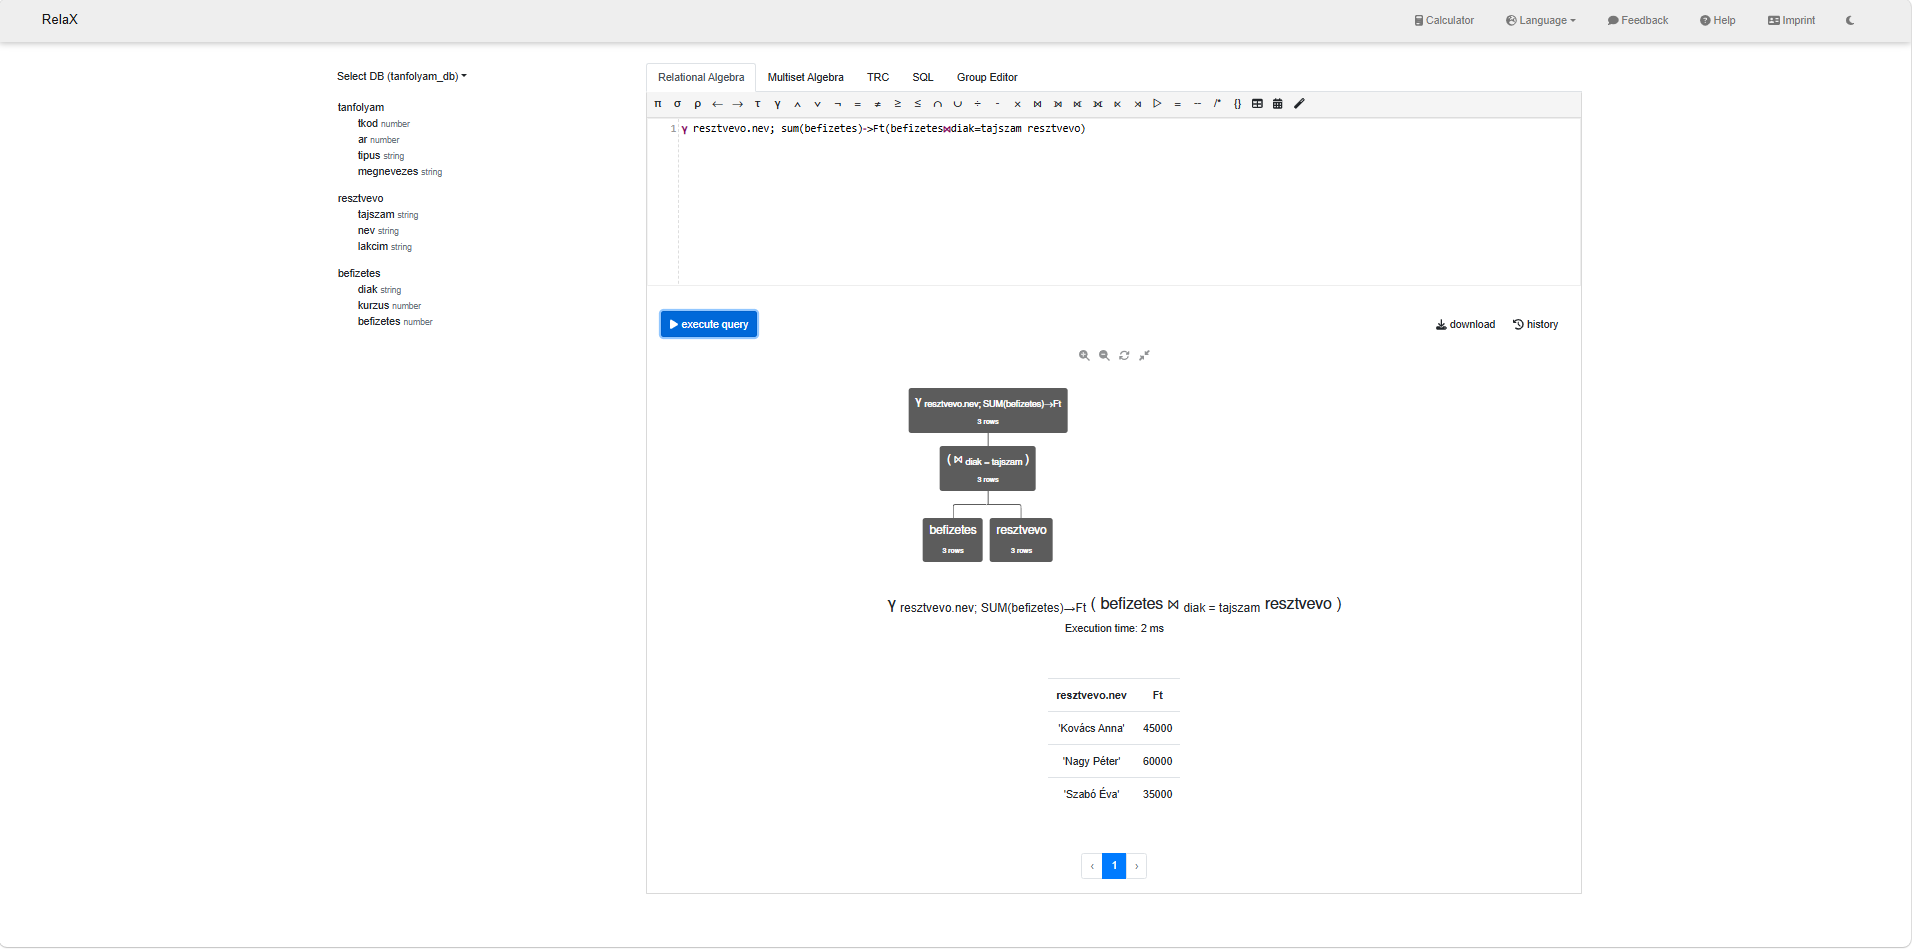 RelaX
Calculator Language Feedback Help Imprint
Select DB (tanfolyam_db)
tanfolyam
tkod number
ar number
tipus string
megnevezes string
resztvevo
tajszam string
nev string
lakcim string
befizetes
diak string
kurzus number
befizetes number
Relational Algebra Multiset Algebra TRC SQL Group Editor
π σ ρ ← → τ γ ∧ ∨ ¬ = ≠ ≥ ≤ ∩ ∪ ÷ - ⨯ ⨝ ⟕ ⟖ ⟗ ⋉ ⋊ ▷ = -- /* {}
1 γ resztvevo.nev; sum(befizetes)->Ft(befizetes⨝diak=tajszam resztvevo)
execute query
download history
γ resztvevo.nev; SUM(befizetes)→Ft
3 rows
( ⨝ diak = tajszam )
3 rows
befizetes resztvevo
3 rows 3 rows
γ resztvevo.nev; SUM(befizetes)→Ft ( befizetes ⨝ diak = tajszam resztvevo )
Execution time: 2 ms
resztvevo.nev Ft
'Kovács Anna' 45000
'Nagy Péter' 60000
'Szabó Éva' 35000
‹ 1 ›